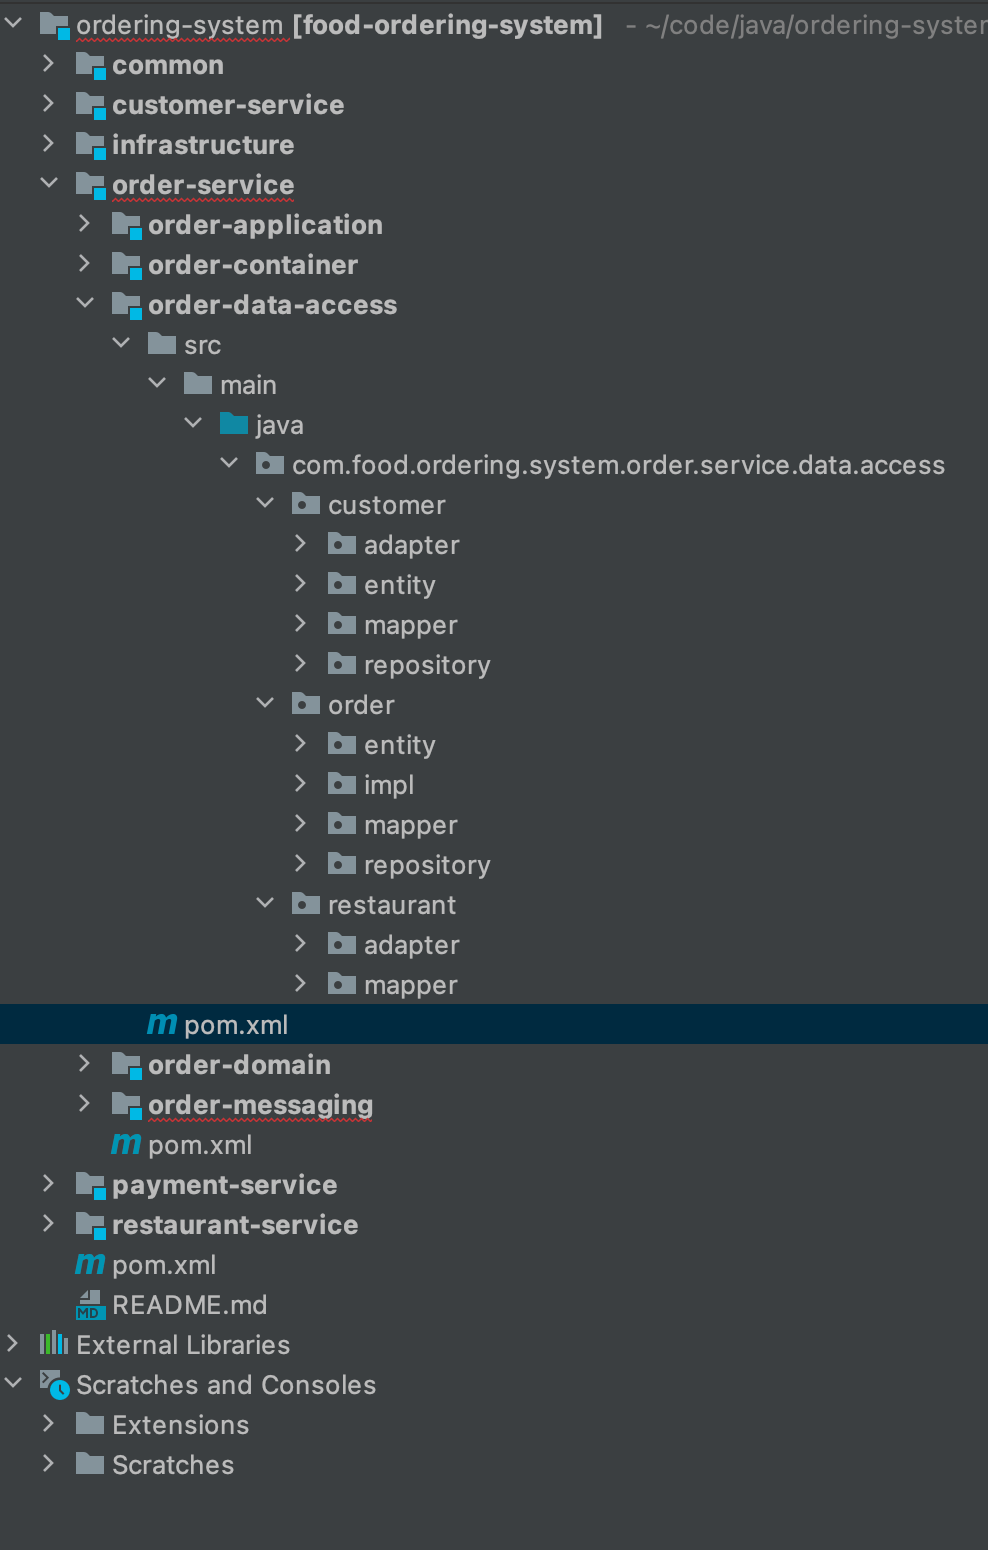 ordering-system [food-ordering-system] - ~/code/java/ordering-syster
common
customer-service
infrastructure
order-service
order-application
order-container
order-data-access
src
main
java
com.food.ordering.system.order.service.data.access
customer
adapter
entity
mapper
repository
order
entity
impl
mapper
repository
restaurant
adapter
mapper
m pom.xml
order-domain
order-messaging
m pom.xml
payment-service
restaurant-service
m pom.xml
MD README.md
External Libraries
Scratches and Consoles
Extensions
Scratches